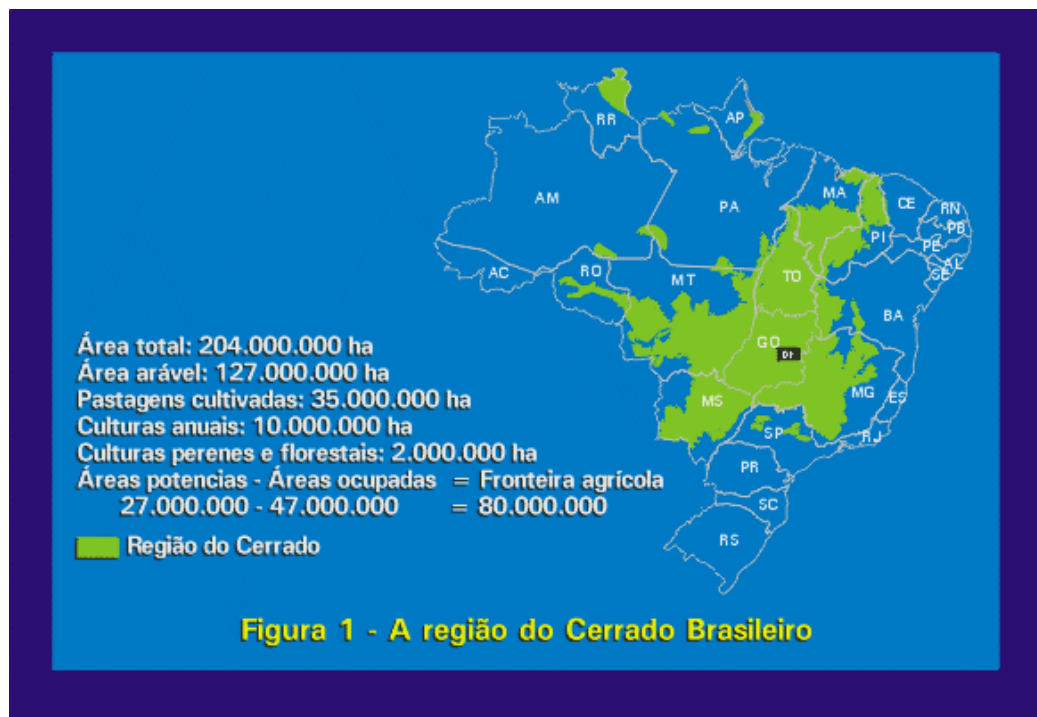 RR
AP
AM
PA
MA
CE
RN
PB
PI
PE
AL
SE
AC
RO
MT
TO
BA
GO
DF
MG
ES
MS
SP
RJ
PR
SC
RS
Área total: 204.000.000 ha
Área arável: 127.000.000 ha
Pastagens cultivadas: 35.000.000 ha
Culturas anuais: 10.000.000 ha
Culturas perenes e florestais: 2.000.000 ha
Áreas potencias - Áreas ocupadas = Fronteira agrícola
27.000.000 - 47.000.000 = 80.000.000
Região do Cerrado
Figura 1 - A região do Cerrado Brasileiro